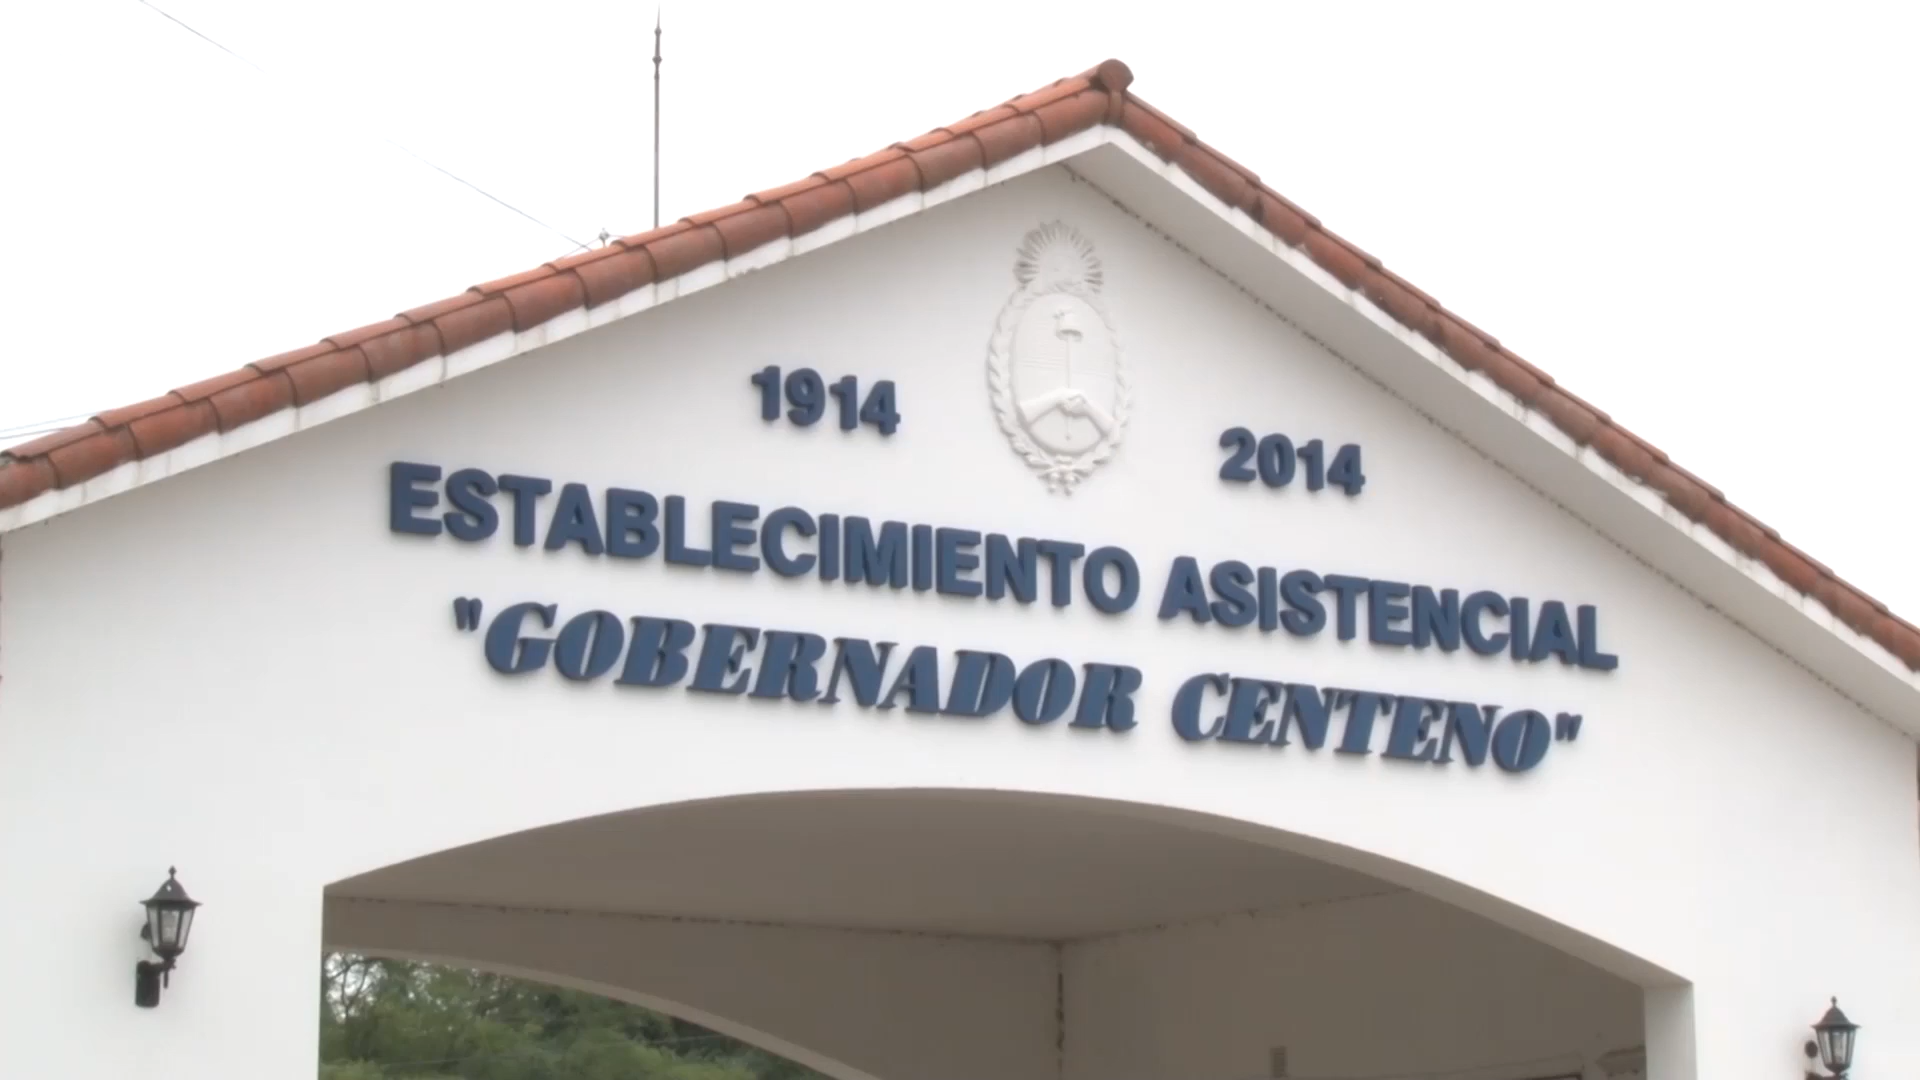 1914 2014
ESTABLECIMIENTO ASISTENCIAL
"GOBERNADOR CENTENO"